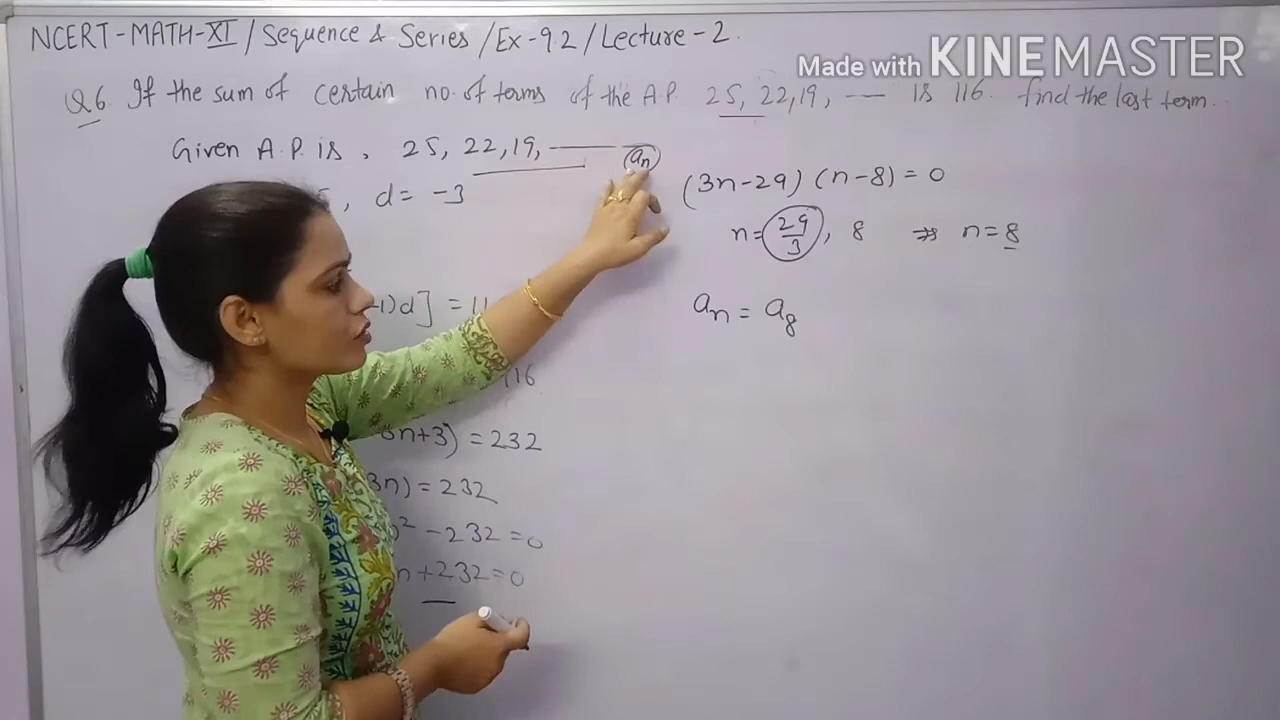 NCERT-MATH-XI / Sequence & Series / Ex-9.2 / Lecture-2.
Made with KINEMASTER
Q6. If the sum of certain no. of terms of the A.P. 25, 22, 19, —— is 116. find the last term..
Given A.P. is, 25, 22, 19, —— an
, d = -3
(3n-29) (n-8) = 0
n = 29/3, 8 ⇒ n = 8
-1)d] =
an = a8
116
3n+3) = 232
3n) = 232
² - 232 = 0
n + 232 = 0